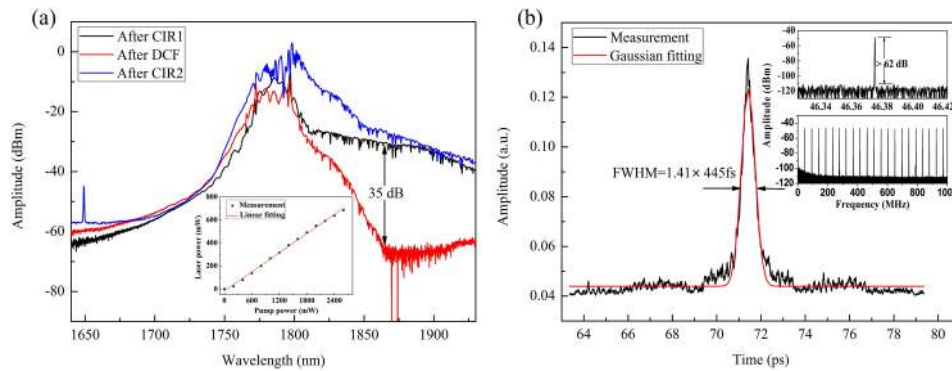 (a)
After CIR1
After DCF
After CIR2
0
-20
-40
-60
-80
Amplitude (dBm)
35 dB
Measurement
Linear fitting
800
600
400
200
0
Laser power (mW)
0 600 1200 1800 2400
Pump power (mW)
1650 1700 1750 1800 1850 1900
Wavelength (nm)
(b)
Measurement
Gaussian fitting
0.14
0.12
0.10
0.08
0.06
0.04
Amplitude (a.u.)
FWHM=1.41×445fs
-40
-60
-80
-100
-120
> 62 dB
46.34 46.36 46.38 46.40 46.42
Amplitude (dBm)
-40
-60
-80
-100
-120
0 200 400 600 800 1000
Frequency (MHz)
64 66 68 70 72 74 76 78 80
Time (ps)